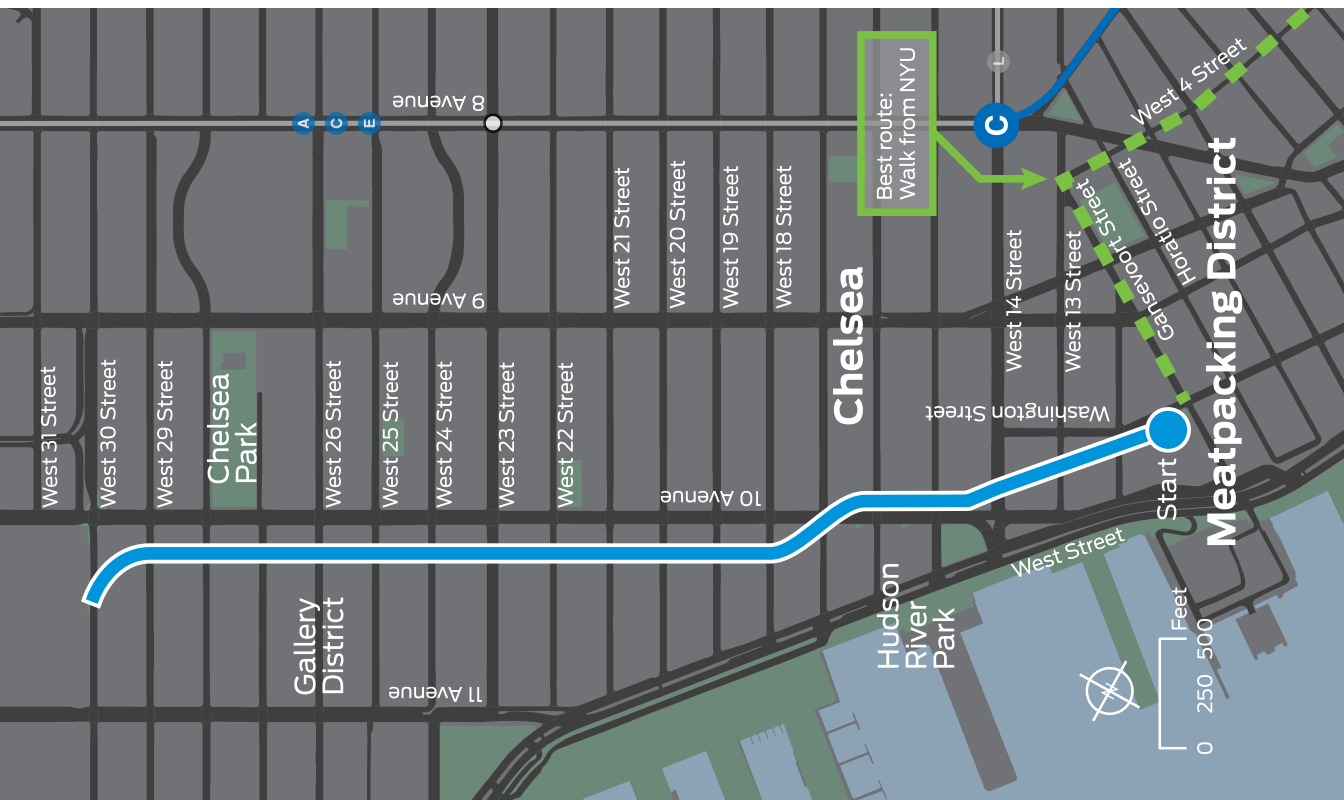 8 Avenue
A
C
E
L
C
Best route:
Walk from NYU
West 4 Street
West 21 Street
West 20 Street
West 19 Street
West 18 Street
Chelsea
West 14 Street
West 13 Street
Gansevoort Street
Horatio Street
Meatpacking District
9 Avenue
West 31 Street
West 30 Street
West 29 Street
Chelsea
Park
West 26 Street
West 25 Street
West 24 Street
West 23 Street
West 22 Street
10 Avenue
Washington Street
Start
West Street
Gallery
District
11 Avenue
Hudson
River
Park
N
Feet
0 250 500